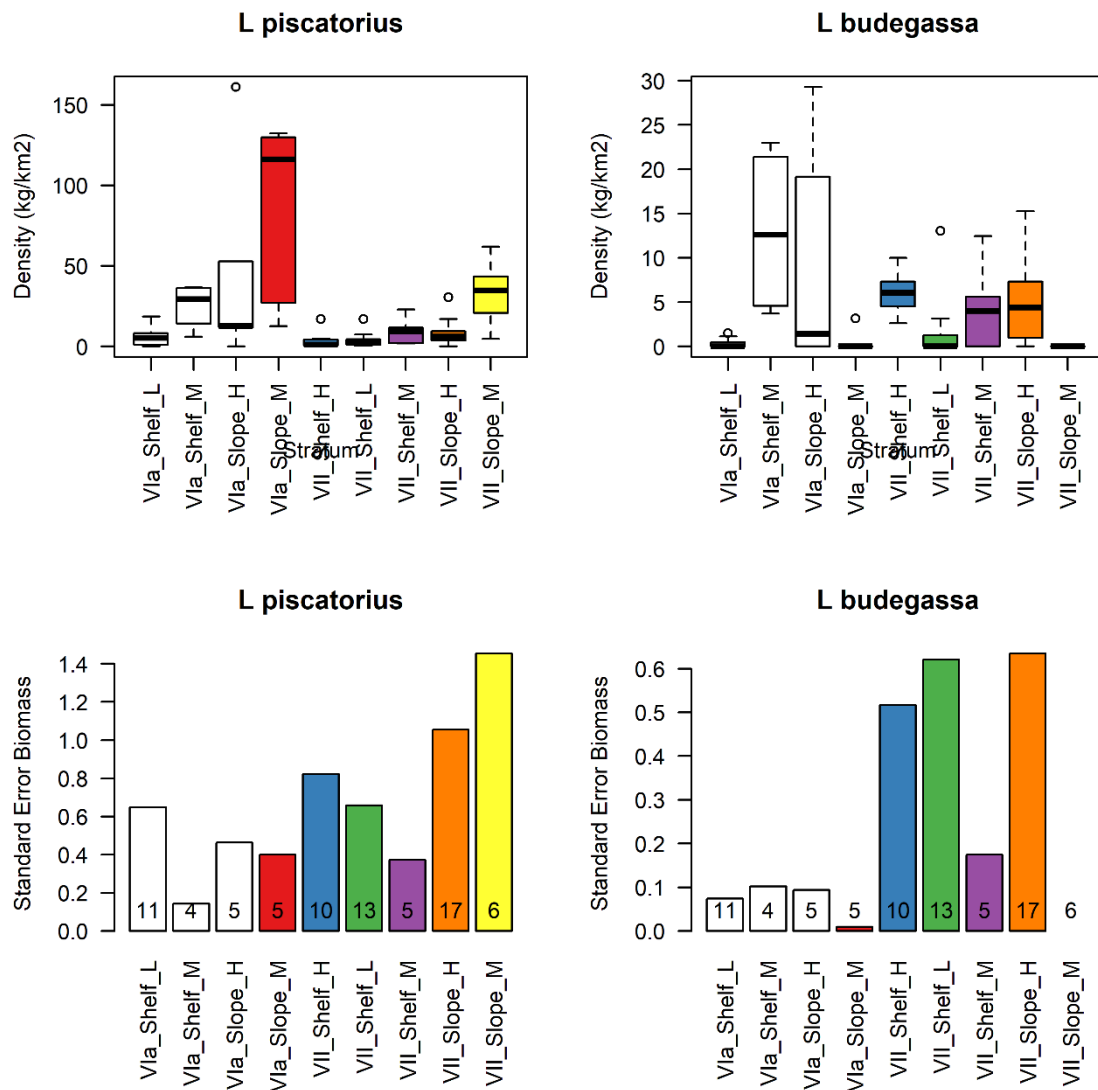 L piscatorius
Density (kg/km2)
150
100
50
0
VIa_Shelf_L
VIa_Shelf_M
VIa_Slope_H
VIa_Slope_M
VII_Shelf_H
VII_Shelf_L
VII_Shelf_M
VII_Slope_H
VII_Slope_M
Stratum
L budegassa
Density (kg/km2)
30
25
20
15
10
5
0
VIa_Shelf_L
VIa_Shelf_M
VIa_Slope_H
VIa_Slope_M
VII_Shelf_H
VII_Shelf_L
VII_Shelf_M
VII_Slope_H
VII_Slope_M
Stratum
L piscatorius
Standard Error Biomass
1.4
1.2
1.0
0.8
0.6
0.4
0.2
0.0
11 4 5 5 10 13 5 17 6
VIa_Shelf_L
VIa_Shelf_M
VIa_Slope_H
VIa_Slope_M
VII_Shelf_H
VII_Shelf_L
VII_Shelf_M
VII_Slope_H
VII_Slope_M
L budegassa
Standard Error Biomass
0.6
0.5
0.4
0.3
0.2
0.1
0.0
11 4 5 5 10 13 5 17 6
VIa_Shelf_L
VIa_Shelf_M
VIa_Slope_H
VIa_Slope_M
VII_Shelf_H
VII_Shelf_L
VII_Shelf_M
VII_Slope_H
VII_Slope_M